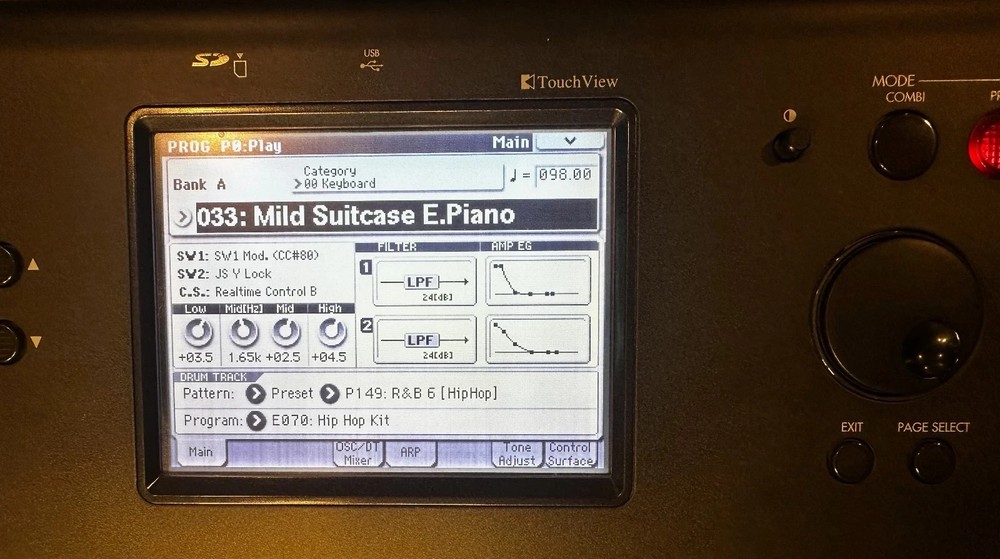 SD
USB
TouchView
MODE
COMBI
PROG P0:Play Main
Bank A
Category
00 Keyboard
♩ = 098.00
033: Mild Suitcase E.Piano
SW1: SW1 Mod. (CC#80)
SW2: JS Y Lock
C.S.: Realtime Control B
Low Mid[Hz] Mid High
+03.5 1.65k +02.5 +04.5
FILTER AMP EG
1 LPF
24[dB]
2 LPF
24[dB]
DRUM TRACK
Pattern: Preset P149: R&B 6 [HipHop]
Program: E070: Hip Hop Kit
Main OSC/DT Mixer ARP Tone Adjust Control Surface
EXIT PAGE SELECT